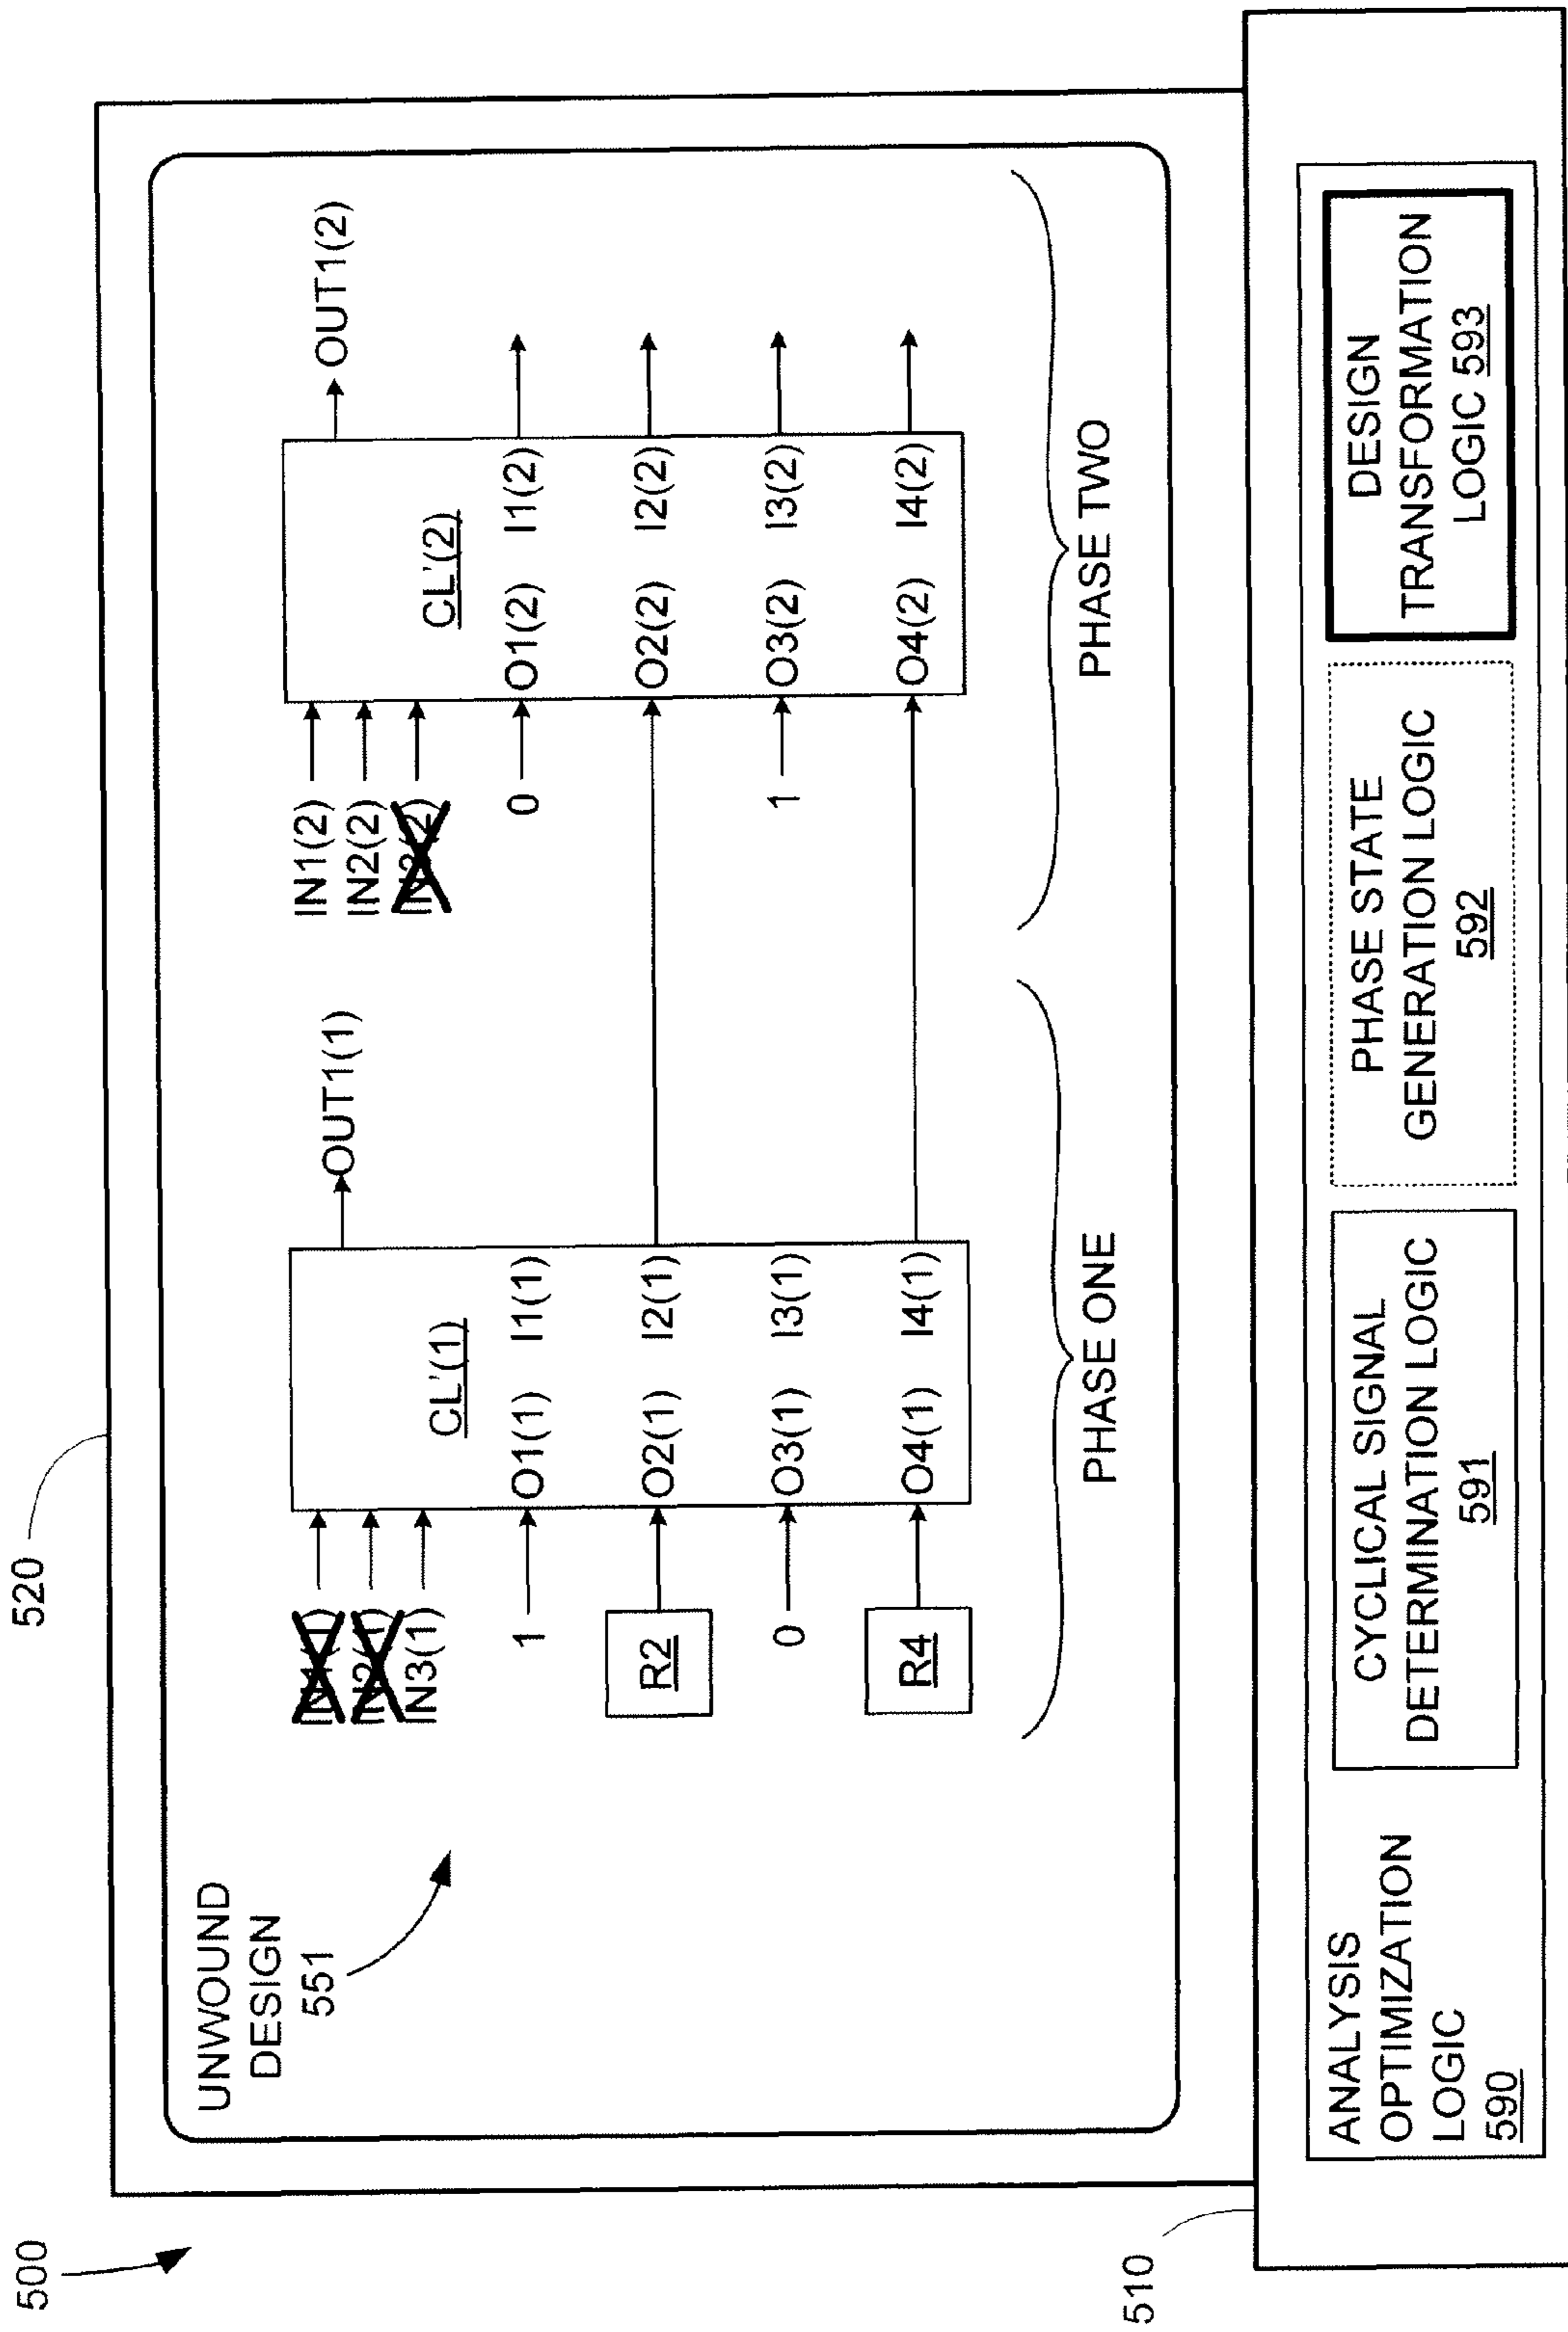 500
520
UNWOUND
DESIGN
551
IN3(1)
1
R2
0
R4
CL'(1)
O1(1) I1(1)
O2(1) I2(1)
O3(1) I3(1)
O4(1) I4(1)
OUT1(1)
PHASE ONE
IN1(2)
IN2(2)
0
1
CL'(2)
O1(2) I1(2)
O2(2) I2(2)
O3(2) I3(2)
O4(2) I4(2)
OUT1(2)
PHASE TWO
510
ANALYSIS
OPTIMIZATION
LOGIC
590
CYCLICAL SIGNAL
DETERMINATION LOGIC
591
PHASE STATE
GENERATION LOGIC
592
DESIGN
TRANSFORMATION
LOGIC 593